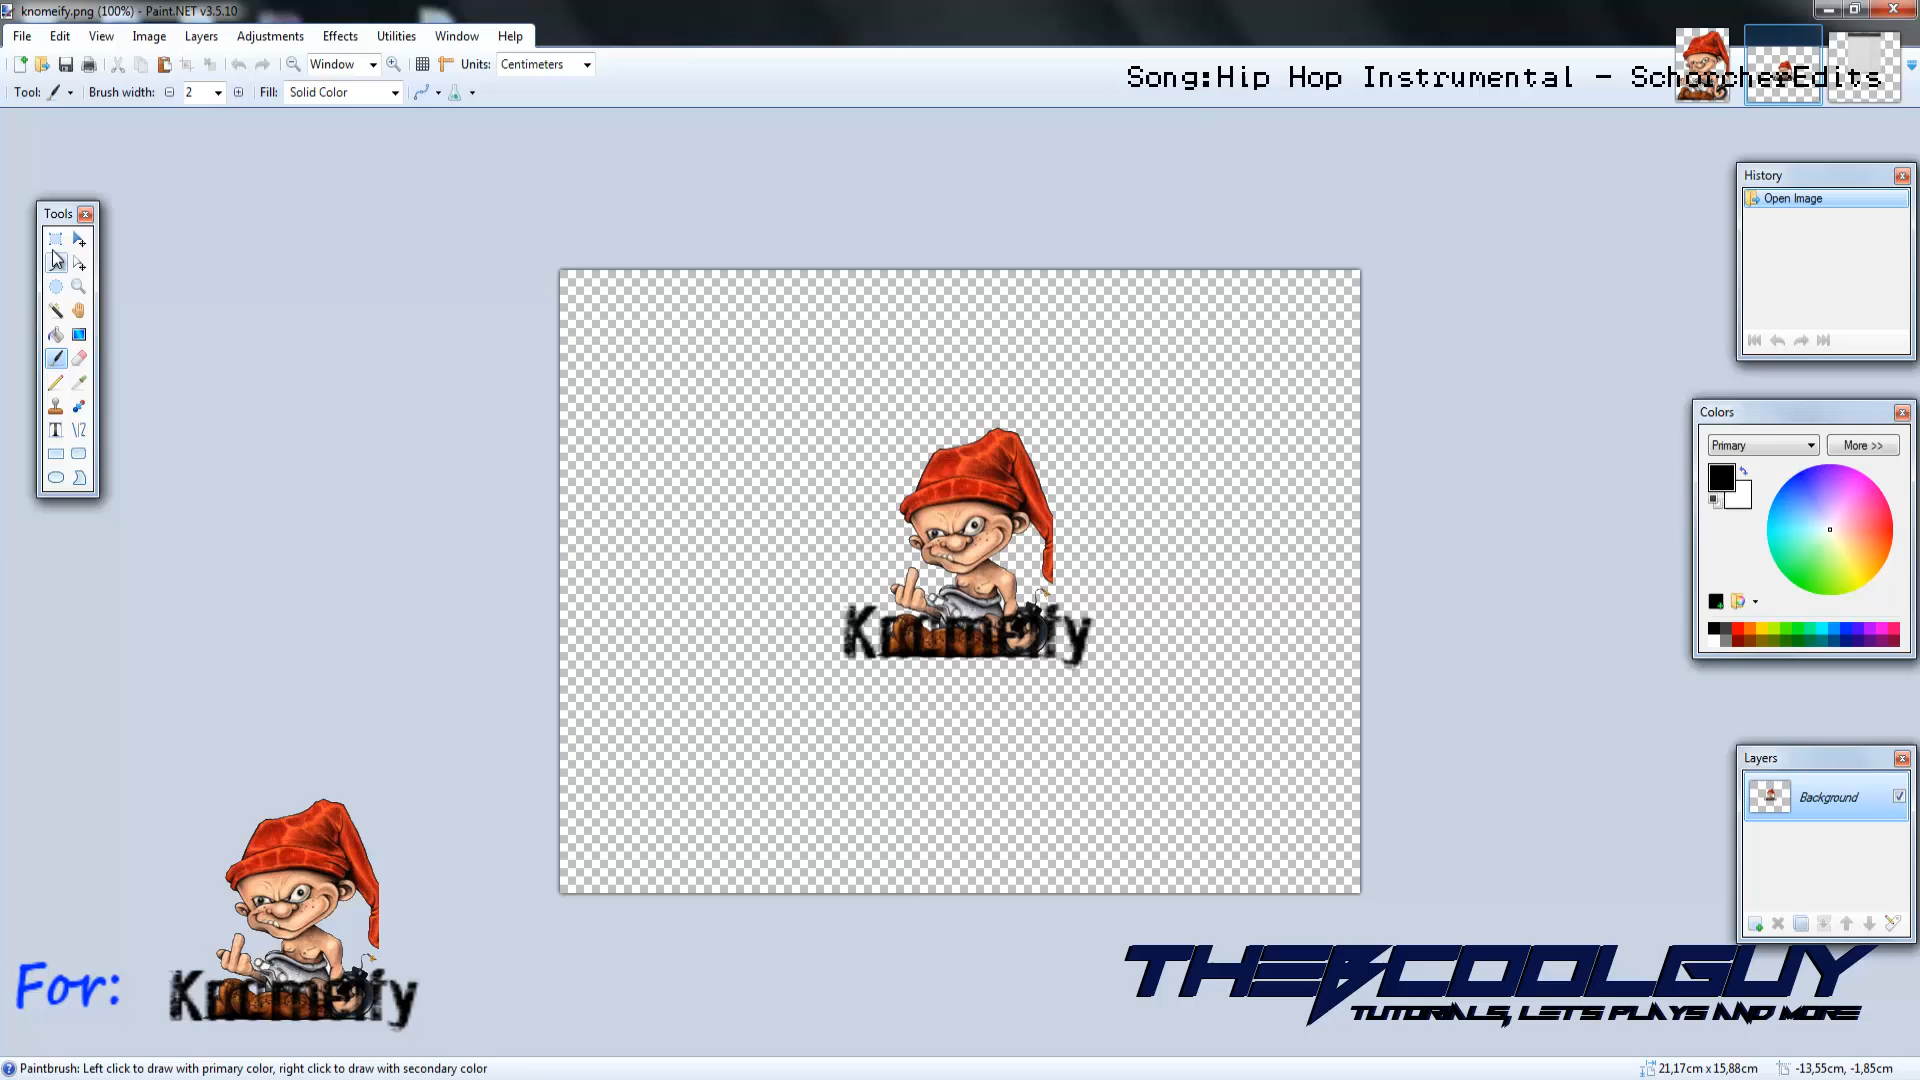 knomeify.png (100%) - Paint.NET v3.5.10
File Edit View Image Layers Adjustments Effects Utilities Window Help
Window Units: Centimeters
Tool: Brush width: 2 Fill: Solid Color
Song:Hip Hop Instrumental - SchorcherEdits
Tools
History
Open Image
Colors
Primary More >>
Knomeify
Layers
Background
For: Knomeify
THEBCOOLGUY
TUTORIALS, LETS PLAYS AND MORE
Paintbrush: Left click to draw with primary color, right click to draw with secondary color
21,17cm x 15,88cm -13,55cm, -1,85cm